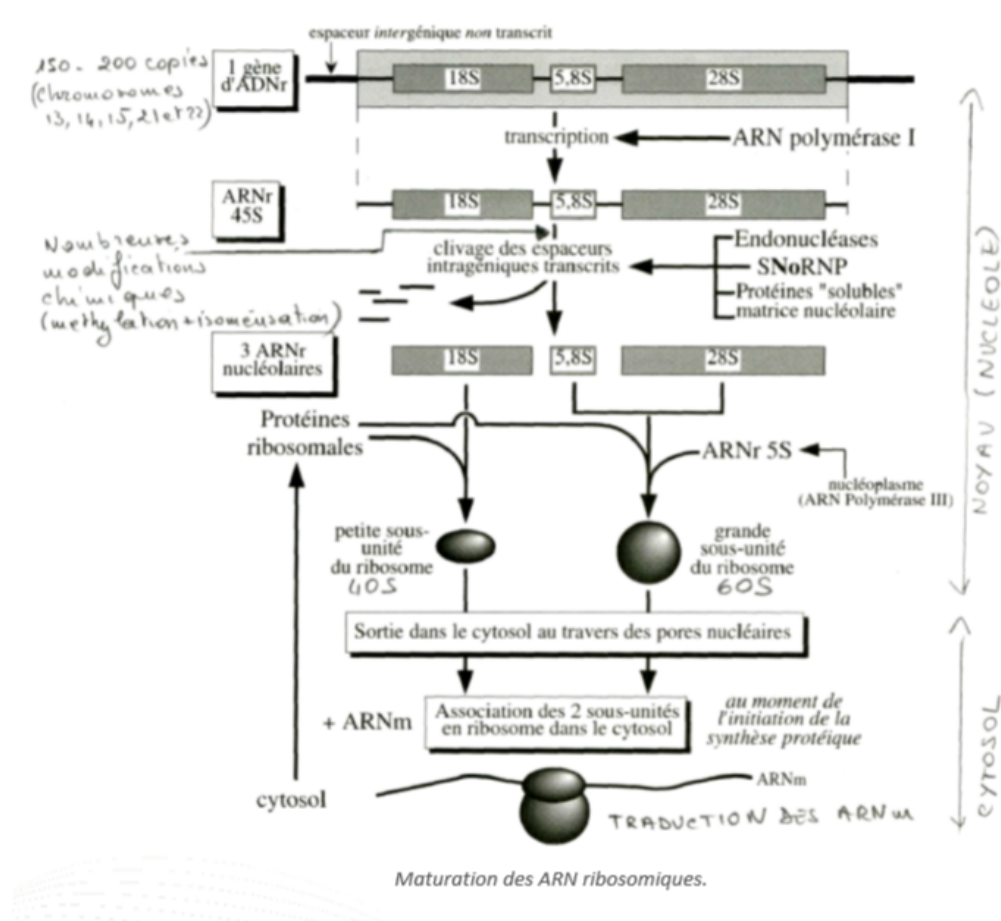 espaceur intergénique non transcrit
150 - 200 copies
(Chromosomes
13, 14, 15, 21 et 22)
1 gène
d'ADNr
18S
5,8S
28S
transcription
ARN polymérase I
ARNr
45S
18S
5,8S
28S
Nombreuses
modifications
chimiques
(methylation + isomérisation)
clivage des espaceurs
intragéniques transcrits
Endonucléases
SNoRNP
Protéines "solubles"
matrice nucléolaire
3 ARNr
nucléolaires
18S
5,8S
28S
Protéines
ribosomales
ARNr 5S
nucléoplasme
(ARN Polymérase III)
petite sous-
unité
du ribosome
40S
grande
sous-unité
du ribosome
60S
NOYAU (NUCLEOLE)
Sortie dans le cytosol au travers des pores nucléaires
+ ARNm
Association des 2 sous-unités
en ribosome dans le cytosol
au moment de
l'initiation de la
synthèse protéique
CYTOSOL
cytosol
ARNm
TRADUCTION DES ARNm
Maturation des ARN ribosomiques.